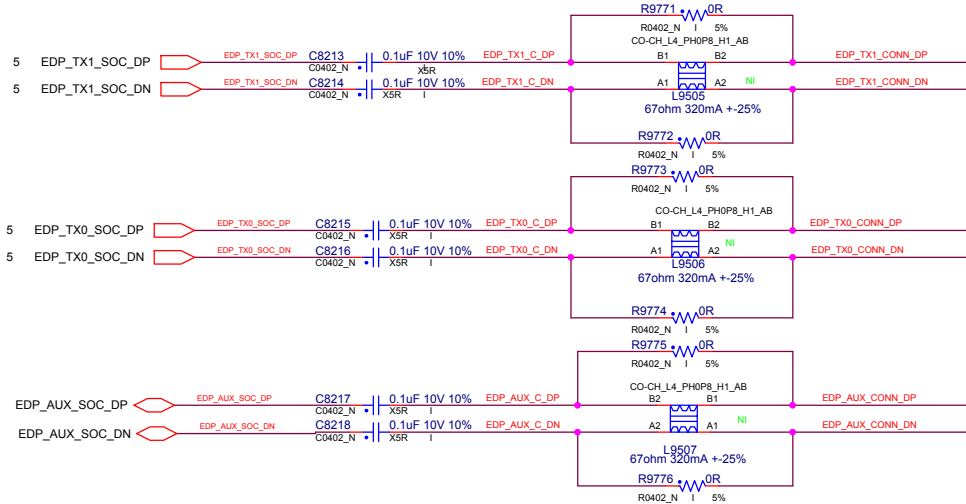 R9771 0R
R0402_N I 5%
CO-CH_L4_PH0P8_H1_AB
5 EDP_TX1_SOC_DP EDP_TX1_SOC_DP C8213 0.1uF 10V 10% EDP_TX1_C_DP B1 B2 EDP_TX1_CONN_DP
C0402_N X5R I
5 EDP_TX1_SOC_DN EDP_TX1_SOC_DN C8214 0.1uF 10V 10% EDP_TX1_C_DN A1 A2 NI EDP_TX1_CONN_DN
C0402_N X5R I
L9505
67ohm 320mA +-25%
R9772 0R
R0402_N I 5%
R9773 0R
R0402_N I 5%
CO-CH_L4_PH0P8_H1_AB
5 EDP_TX0_SOC_DP EDP_TX0_SOC_DP C8215 0.1uF 10V 10% EDP_TX0_C_DP B1 B2 EDP_TX0_CONN_DP
C0402_N X5R I
5 EDP_TX0_SOC_DN EDP_TX0_SOC_DN C8216 0.1uF 10V 10% EDP_TX0_C_DN A1 A2 NI EDP_TX0_CONN_DN
C0402_N X5R I
L9506
67ohm 320mA +-25%
R9774 0R
R0402_N I 5%
R9775 0R
R0402_N I 5%
CO-CH_L4_PH0P8_H1_AB
EDP_AUX_SOC_DP EDP_AUX_SOC_DP C8217 0.1uF 10V 10% EDP_AUX_C_DP B2 B1 EDP_AUX_CONN_DP
C0402_N X5R I
EDP_AUX_SOC_DN EDP_AUX_SOC_DN C8218 0.1uF 10V 10% EDP_AUX_C_DN A2 A1 NI EDP_AUX_CONN_DN
C0402_N X5R I
L9507
67ohm 320mA +-25%
R9776 0R
R0402_N I 5%